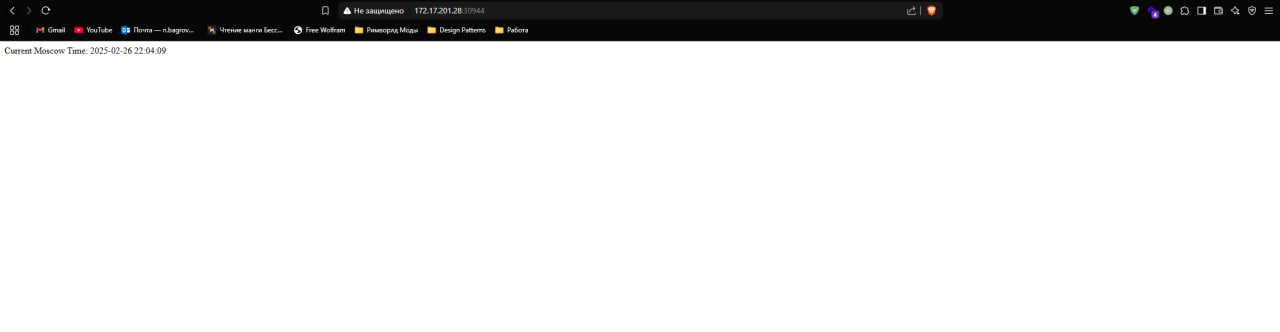 Не защищено 172.17.201.28:30944
Gmail YouTube Почта — n.bagrov... Чтение манги Бесс... Free Wolfram Римворлд Моды Design Patterns Работа
Current Moscow Time: 2025-02-26 22:04:09